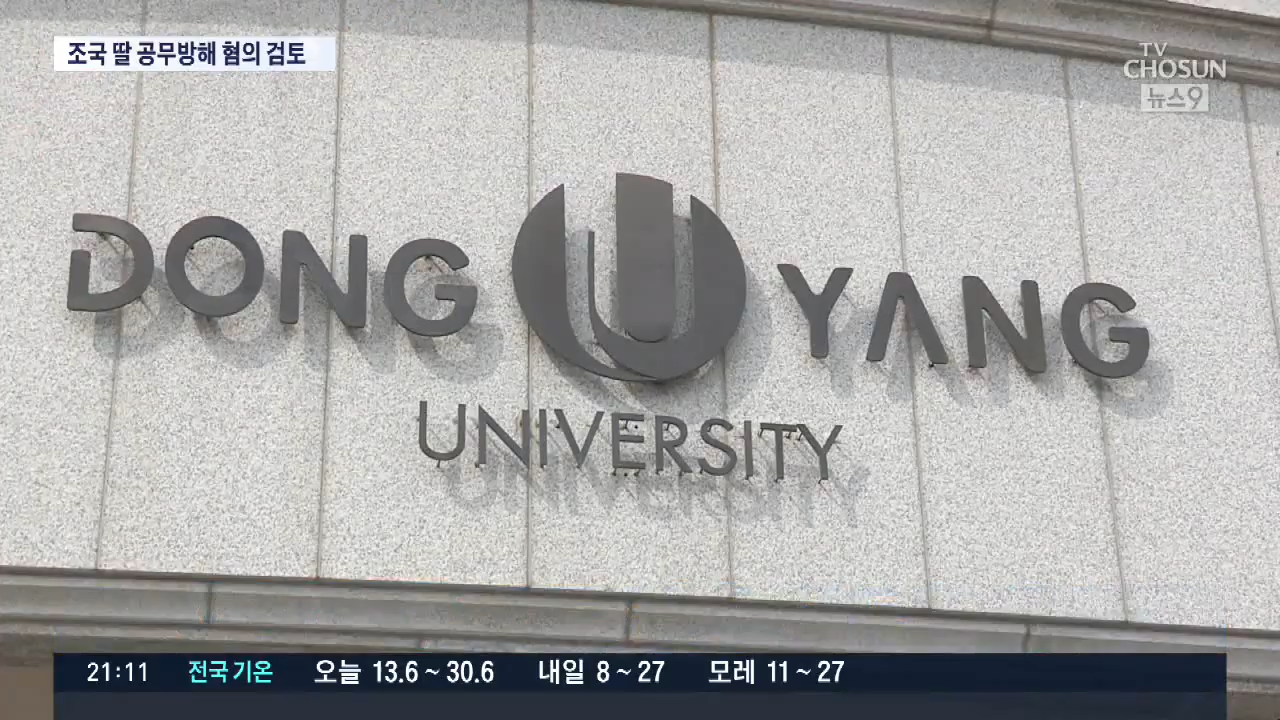 조국 딸 공무방해 혐의 검토
TV
CHOSUN
뉴스9
DONG YANG
UNIVERSITY
21:11 전국 기온 오늘 13.6~30.6 내일 8~27 모레 11~27